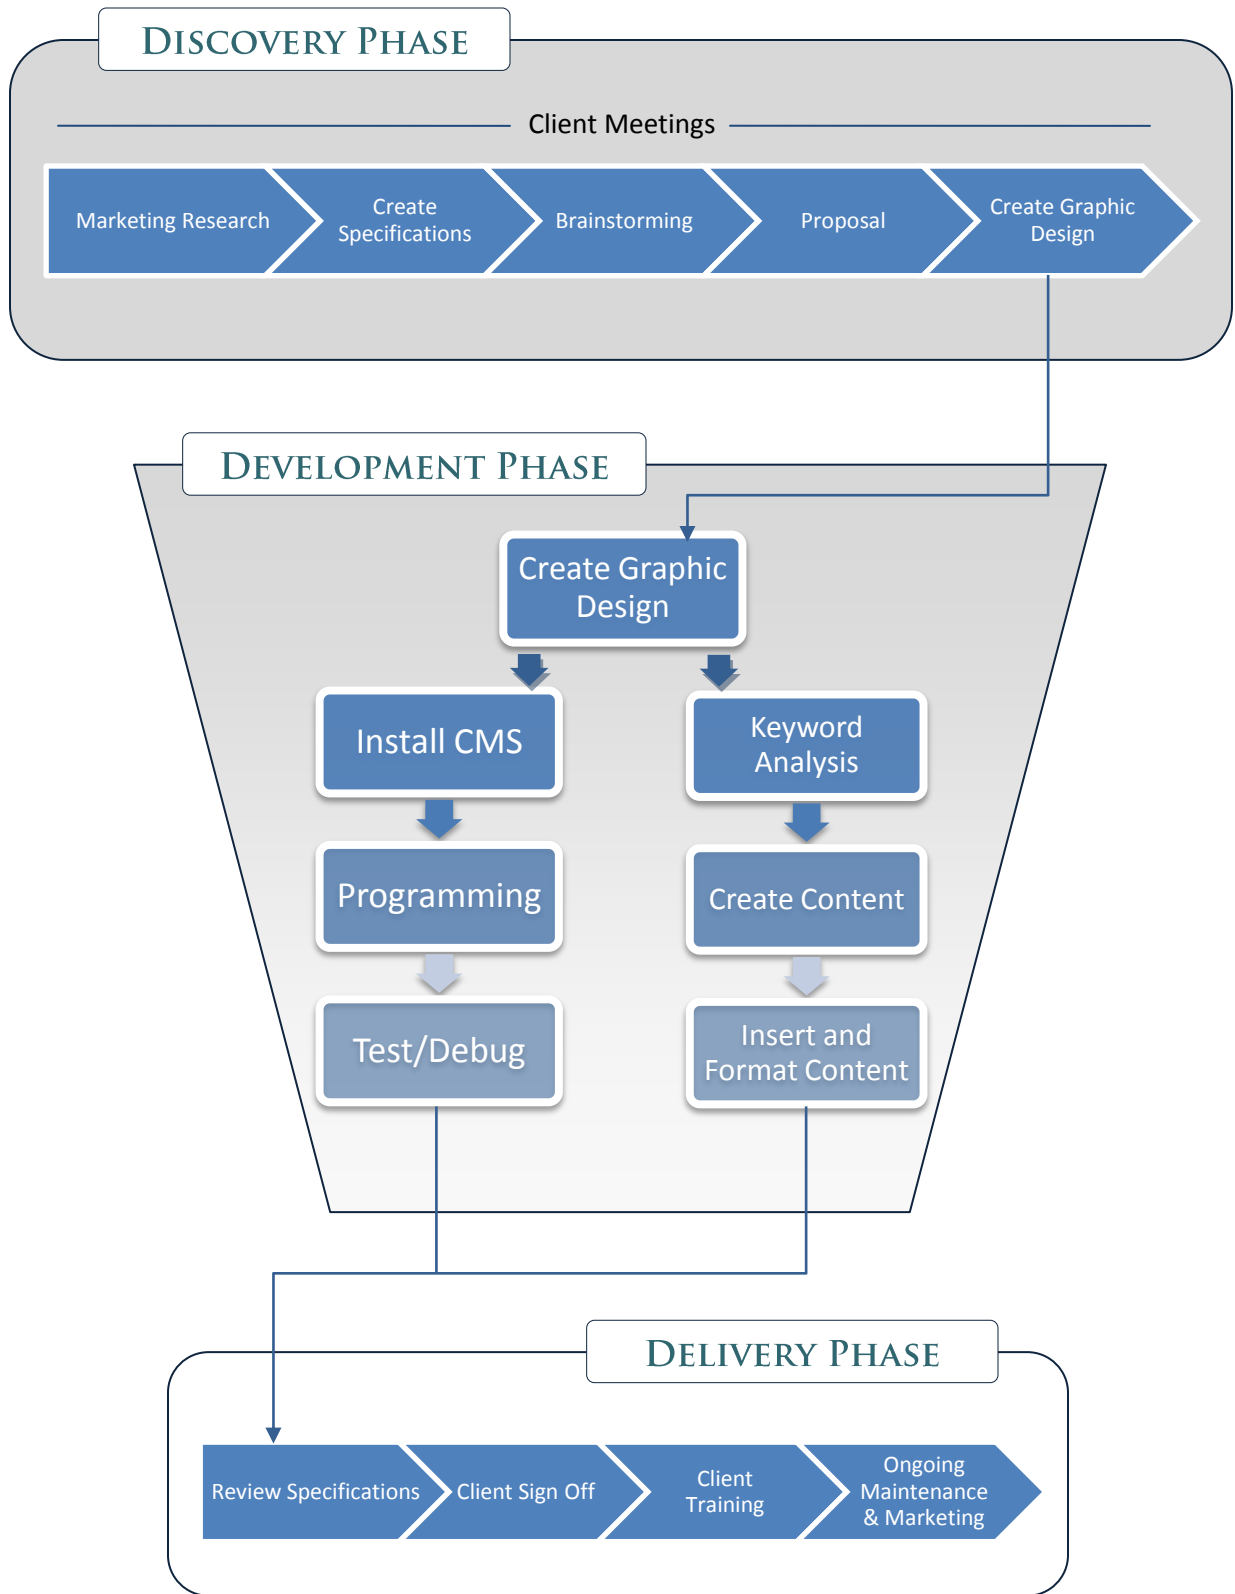 DISCOVERY PHASE
Client Meetings
Marketing Research
Create
Specifications
Brainstorming
Proposal
Create Graphic
Design
DEVELOPMENT PHASE
Create Graphic
Design
Install CMS
Keyword
Analysis
Programming
Create Content
Test/Debug
Insert and
Format Content
DELIVERY PHASE
Review Specifications
Client Sign Off
Client
Training
Ongoing
Maintenance
& Marketing